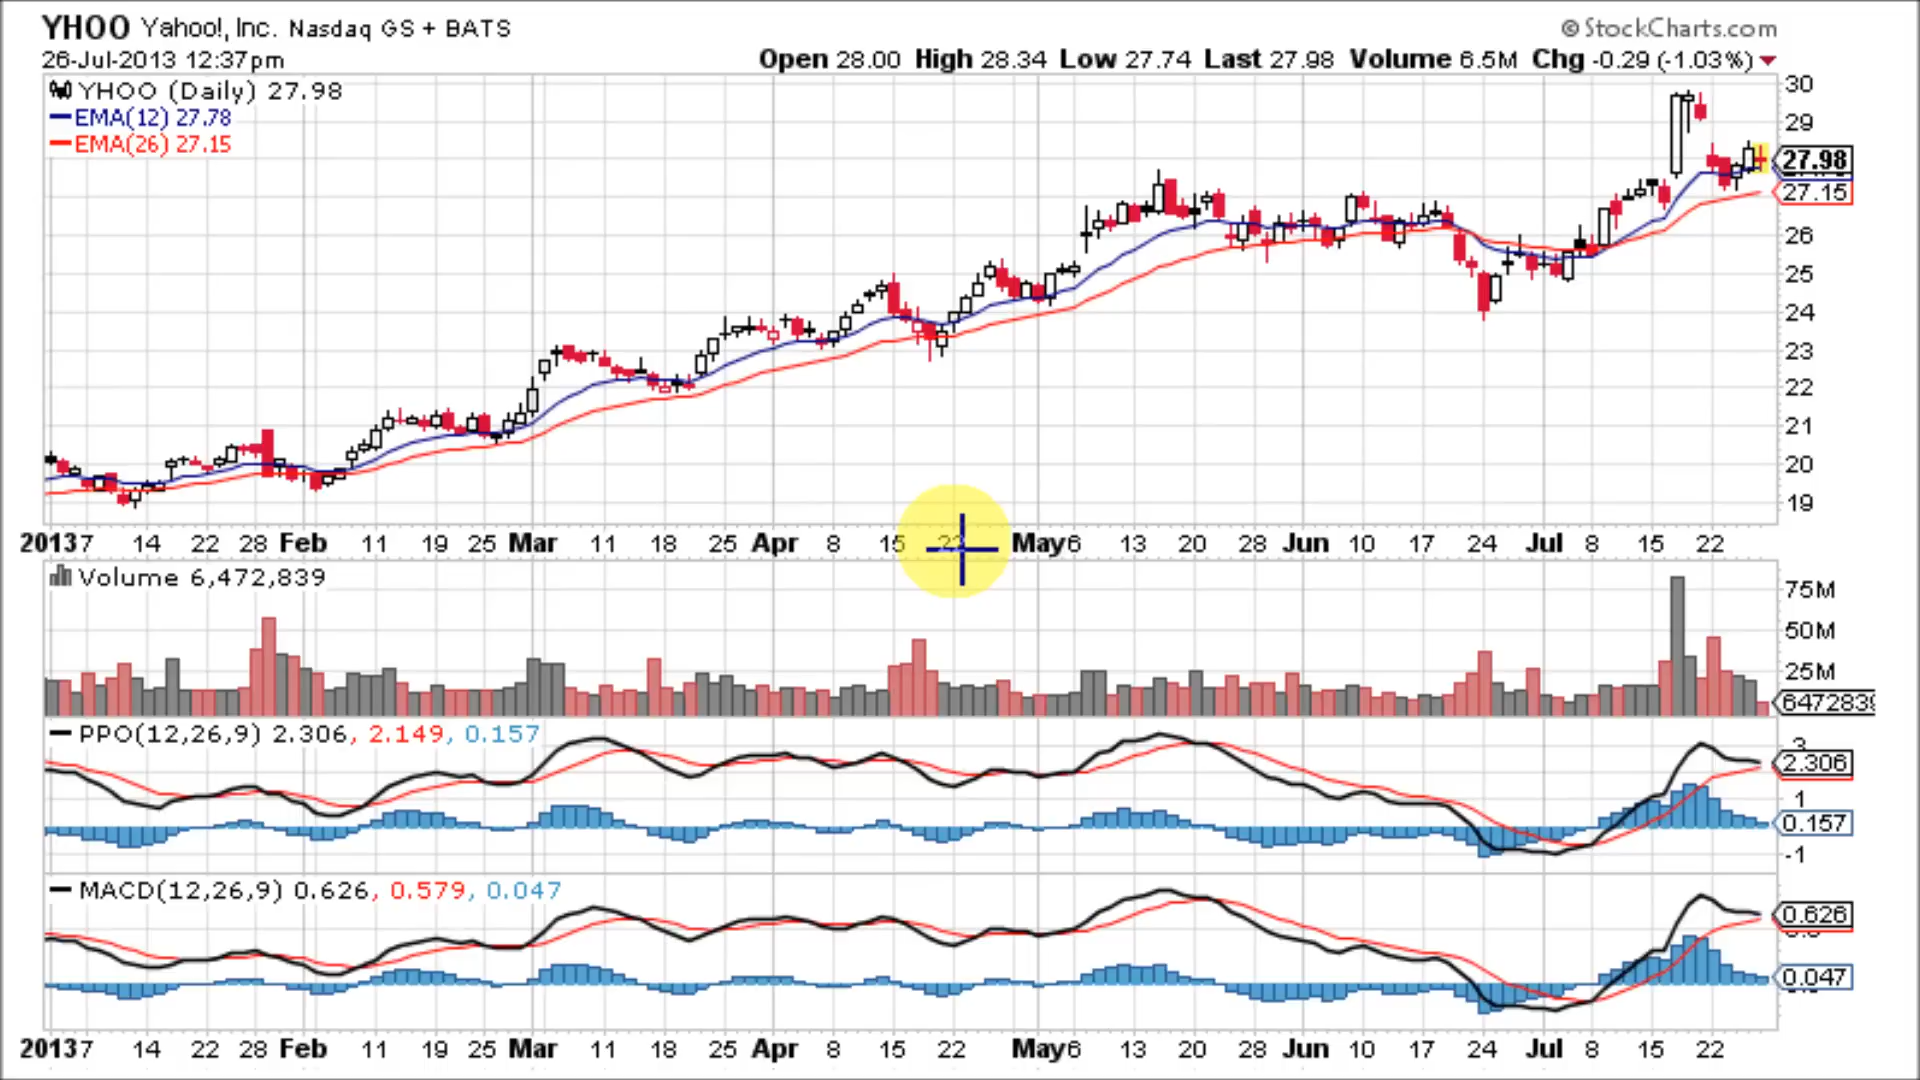 YHOO Yahoo!, Inc. Nasdaq GS + BATS
© StockCharts.com
26-Jul-2013 12:37pm
Open 28.00 High 28.34 Low 27.74 Last 27.98 Volume 6.5M Chg -0.29 (-1.03%)
YHOO (Daily) 27.98
EMA(12) 27.78
EMA(26) 27.15
30
29
27.98
27.15
26
25
24
23
22
21
20
19
2013 7 14 22 28 Feb 11 19 25 Mar 11 18 25 Apr 8 15 22 May 6 13 20 28 Jun 10 17 24 Jul 8 15 22
Volume 6,472,839
75M
50M
25M
6472839
PPO(12,26,9) 2.306, 2.149, 0.157
3
2.306
1
0.157
-1
MACD(12,26,9) 0.626, 0.579, 0.047
0.626
0.047
2013 7 14 22 28 Feb 11 19 25 Mar 11 18 25 Apr 8 15 22 May 6 13 20 28 Jun 10 17 24 Jul 8 15 22